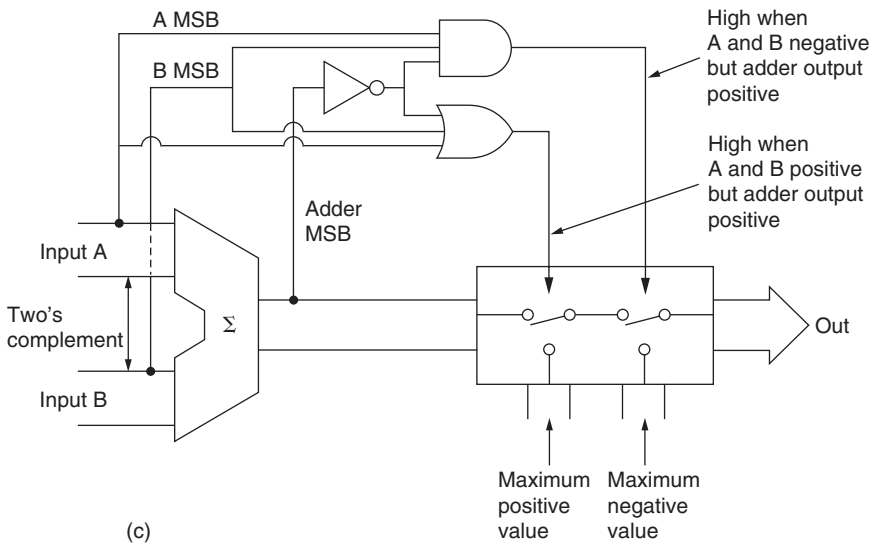 A MSB
B MSB
High when
A and B negative
but adder output
positive
High when
A and B positive
but adder output
positive
Adder
MSB
Input A
Two's
complement
Σ
Out
Input B
Maximum
positive
value
Maximum
negative
value
(c)